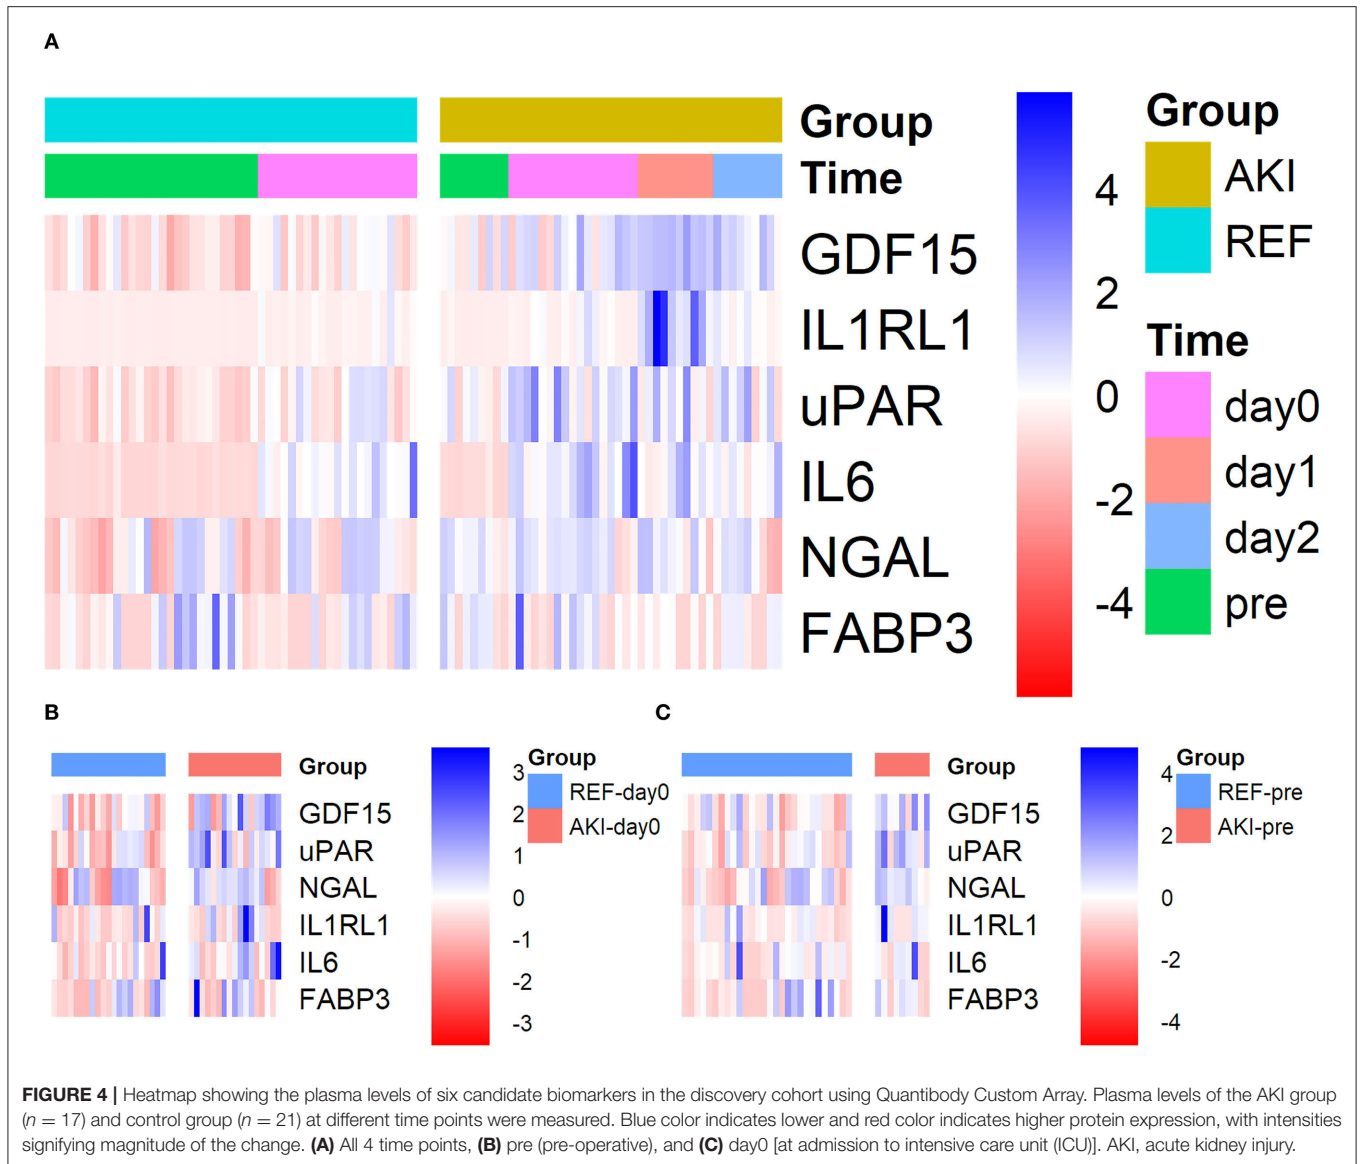 A
Group
Time
GDF15
IL1RL1
uPAR
IL6
NGAL
FABP3
4
2
0
-2
-4
Group
AKI
REF
Time
day0
day1
day2
pre
B
Group
GDF15
uPAR
NGAL
IL1RL1
IL6
FABP3
3
2
1
0
-1
-2
-3
Group
REF-day0
AKI-day0
C
Group
GDF15
uPAR
NGAL
IL1RL1
IL6
FABP3
4
2
0
-2
-4
Group
REF-pre
AKI-pre
FIGURE 4 | Heatmap showing the plasma levels of six candidate biomarkers in the discovery cohort using Quantibody Custom Array. Plasma levels of the AKI group
(n = 17) and control group (n = 21) at different time points were measured. Blue color indicates lower and red color indicates higher protein expression, with intensities
signifying magnitude of the change. (A) All 4 time points, (B) pre (pre-operative), and (C) day0 [at admission to intensive care unit (ICU)]. AKI, acute kidney injury.